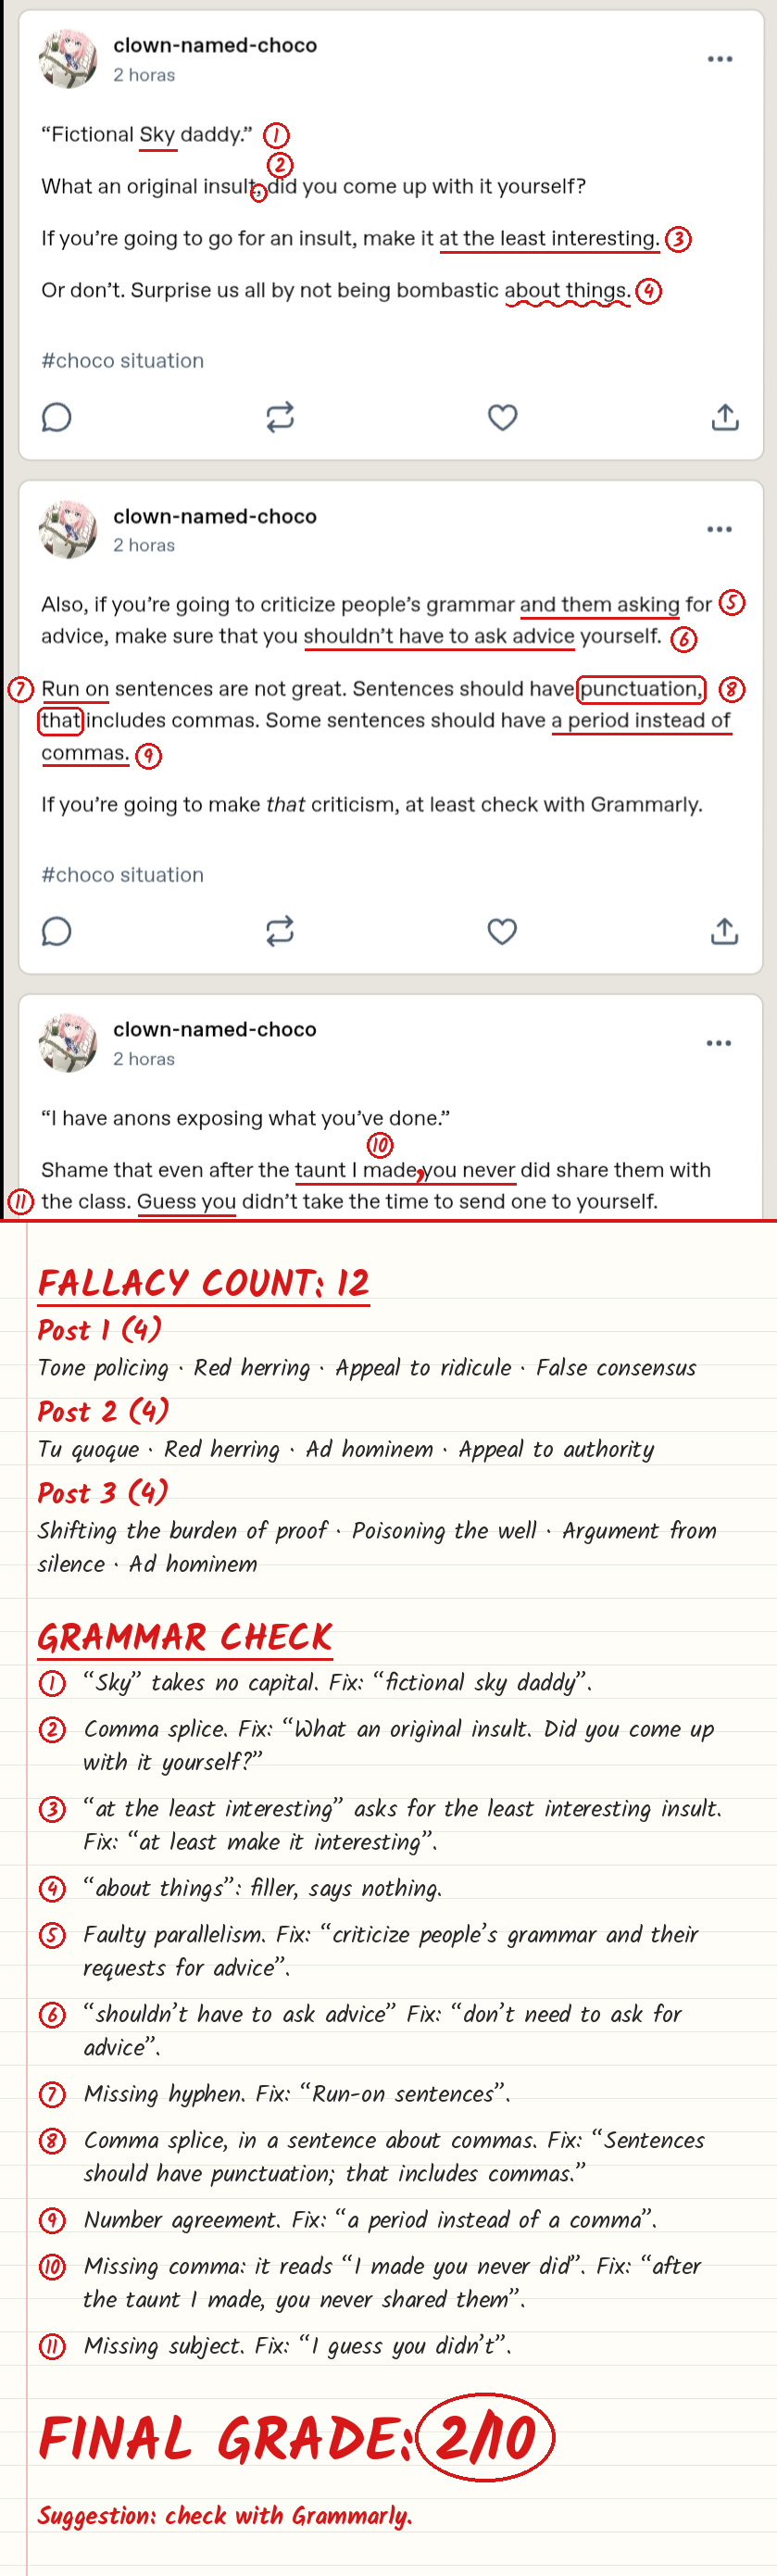 clown-named-choco
2 horas
“Fictional Sky daddy.” ①
②
What an original insult, did you come up with it yourself?
If you’re going to go for an insult, make it at the least interesting. ③
Or don’t. Surprise us all by not being bombastic about things. ④
#choco situation
clown-named-choco
2 horas
Also, if you’re going to criticize people’s grammar and them asking for ⑤
advice, make sure that you shouldn’t have to ask advice yourself. ⑥
⑦ Run on sentences are not great. Sentences should have punctuation, ⑧
that includes commas. Some sentences should have a period instead of
commas. ⑨
If you’re going to make that criticism, at least check with Grammarly.
#choco situation
clown-named-choco
2 horas
“I have anons exposing what you’ve done.”
⑩
Shame that even after the taunt I made, you never did share them with
⑪ the class. Guess you didn’t take the time to send one to yourself.
FALLACY COUNT: 12
Post 1 (4)
Tone policing · Red herring · Appeal to ridicule · False consensus
Post 2 (4)
Tu quoque · Red herring · Ad hominem · Appeal to authority
Post 3 (4)
Shifting the burden of proof · Poisoning the well · Argument from
silence · Ad hominem
GRAMMAR CHECK
① “Sky” takes no capital. Fix: “fictional sky daddy”.
② Comma splice. Fix: “What an original insult. Did you come up
with it yourself?”
③ “at the least interesting” asks for the least interesting insult.
Fix: “at least make it interesting”.
④ “about things”: filler, says nothing.
⑤ Faulty parallelism. Fix: “criticize people’s grammar and their
requests for advice”.
⑥ “shouldn’t have to ask advice” Fix: “don’t need to ask for
advice”.
⑦ Missing hyphen. Fix: “Run-on sentences”.
⑧ Comma splice, in a sentence about commas. Fix: “Sentences
should have punctuation; that includes commas.”
⑨ Number agreement. Fix: “a period instead of a comma”.
⑩ Missing comma: it reads “I made you never did”. Fix: “after
the taunt I made, you never shared them”.
⑪ Missing subject. Fix: “I guess you didn’t”.
FINAL GRADE: 2/10
Suggestion: check with Grammarly.